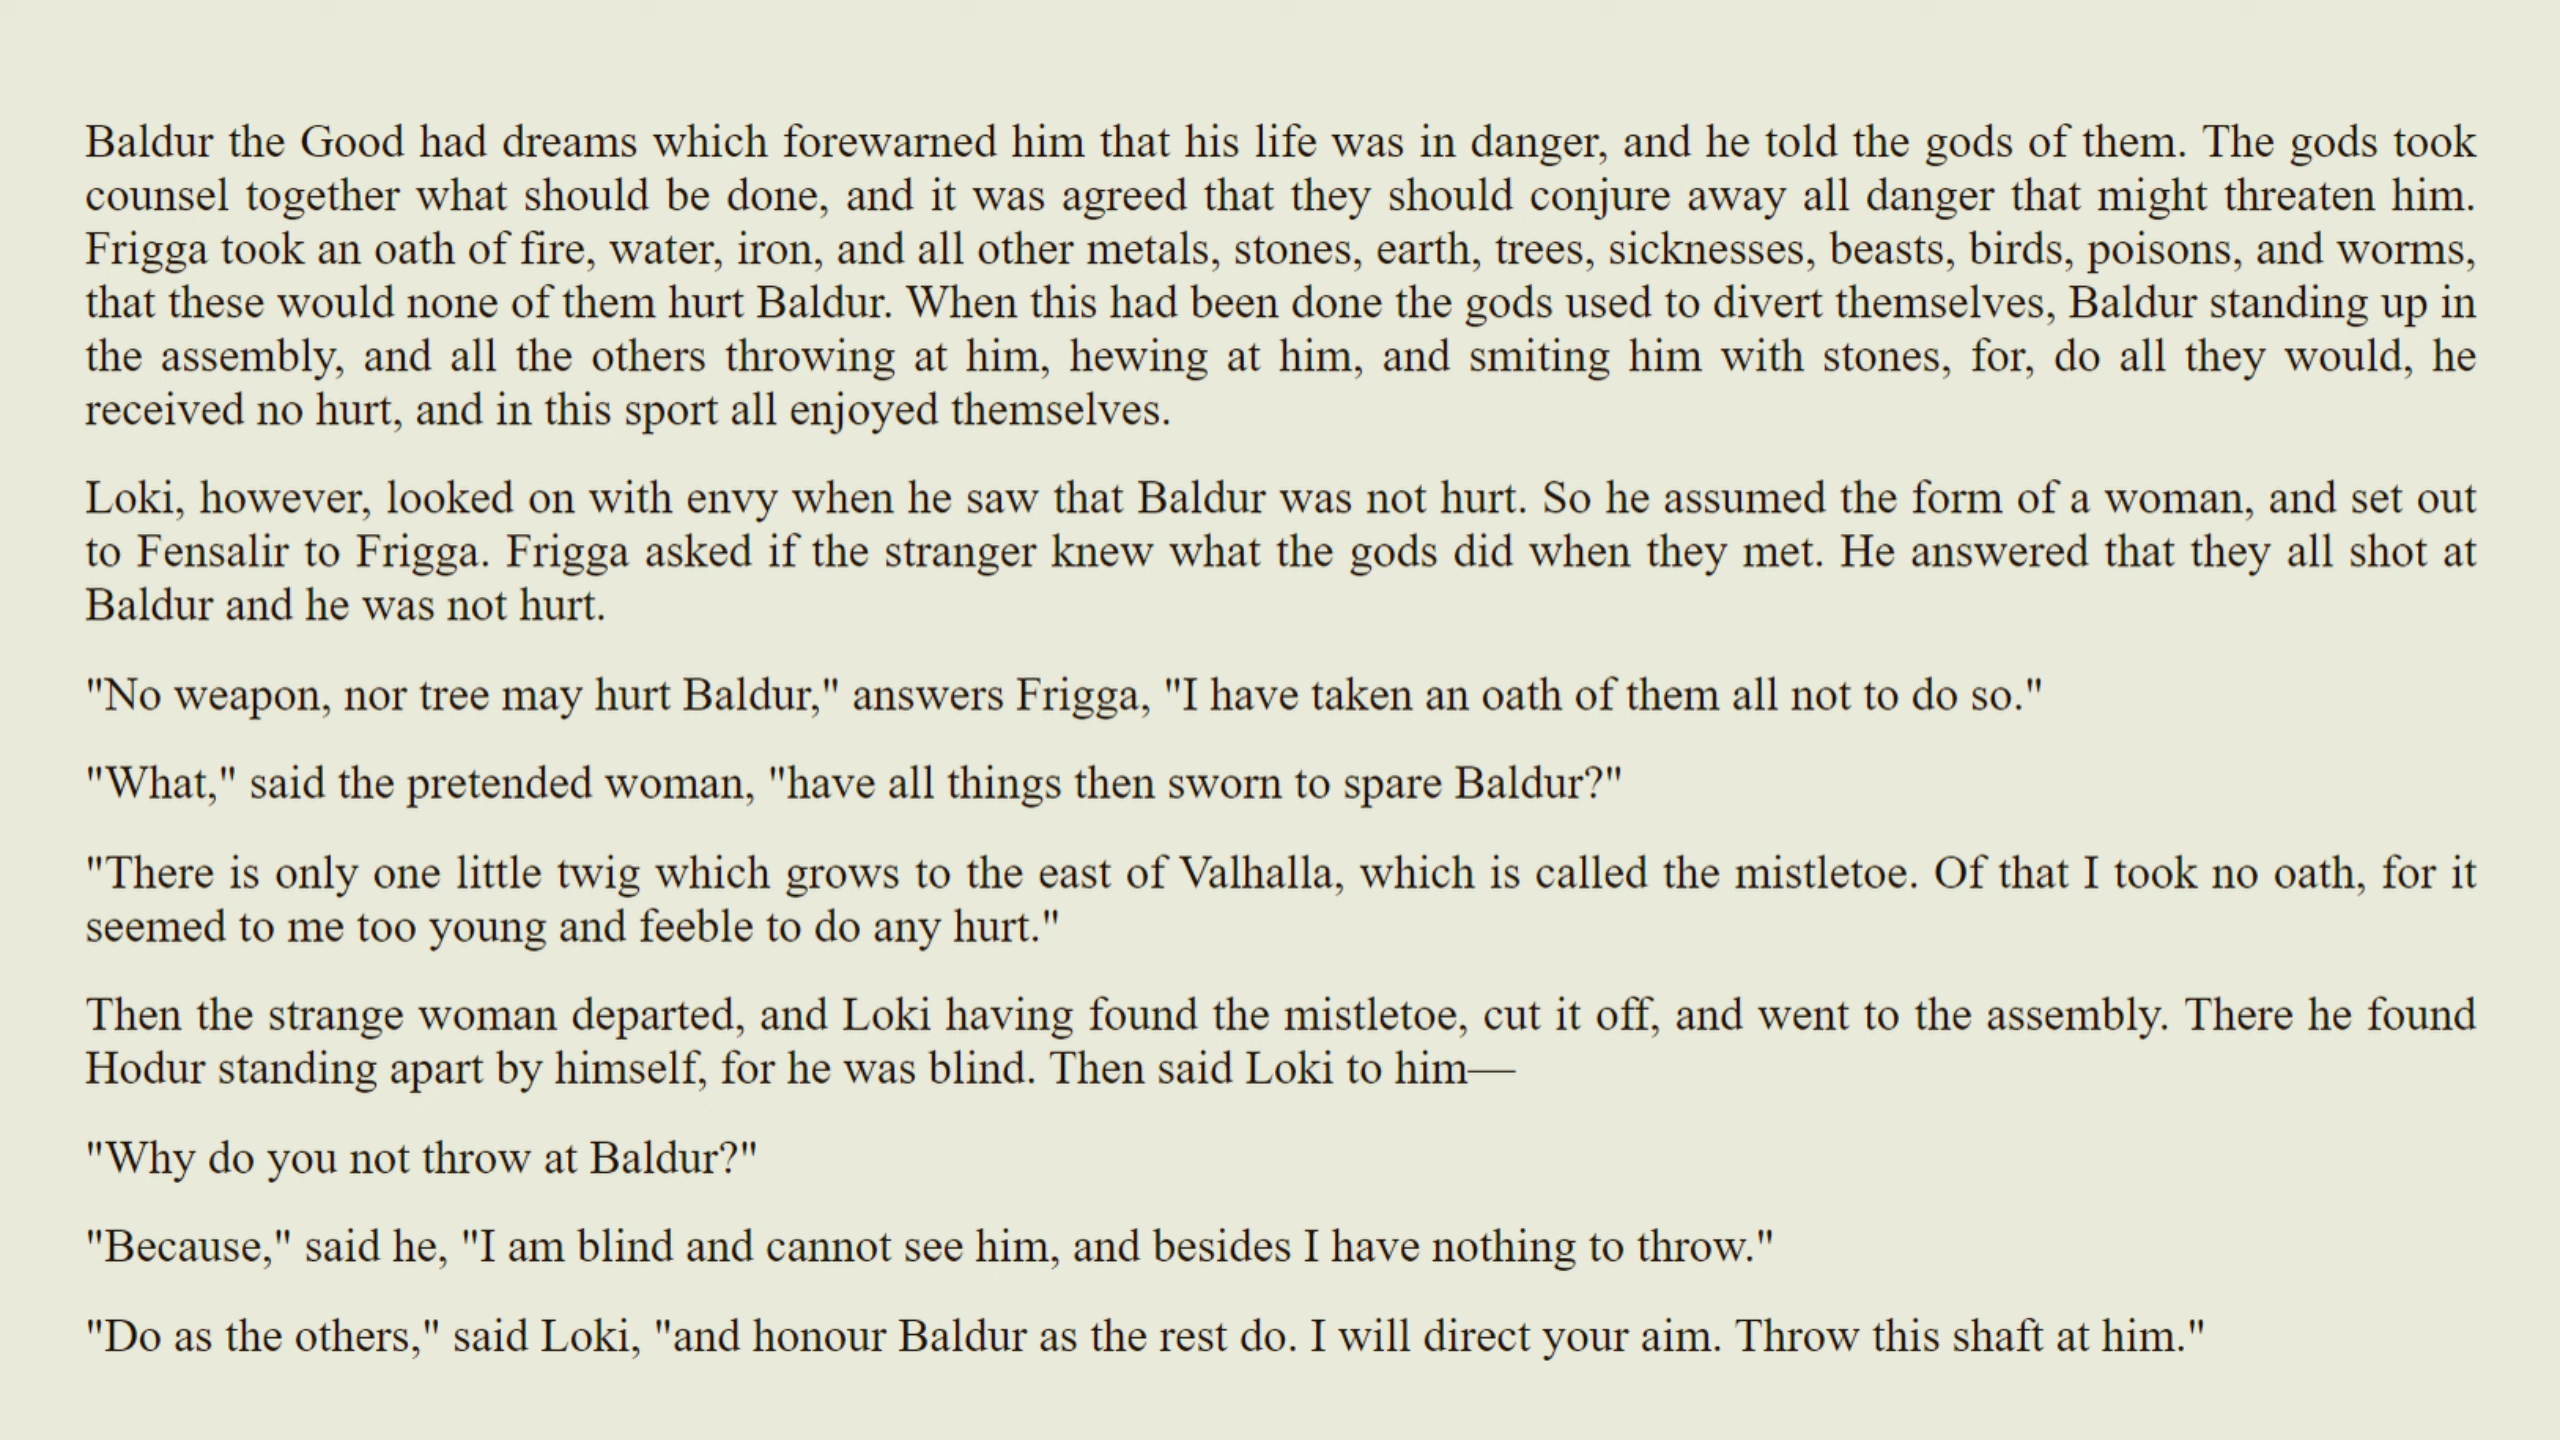 Baldur the Good had dreams which forewarned him that his life was in danger, and he told the gods of them. The gods took
counsel together what should be done, and it was agreed that they should conjure away all danger that might threaten him.
Frigga took an oath of fire, water, iron, and all other metals, stones, earth, trees, sicknesses, beasts, birds, poisons, and worms,
that these would none of them hurt Baldur. When this had been done the gods used to divert themselves, Baldur standing up in
the assembly, and all the others throwing at him, hewing at him, and smiting him with stones, for, do all they would, he
received no hurt, and in this sport all enjoyed themselves.
Loki, however, looked on with envy when he saw that Baldur was not hurt. So he assumed the form of a woman, and set out
to Fensalir to Frigga. Frigga asked if the stranger knew what the gods did when they met. He answered that they all shot at
Baldur and he was not hurt.
"No weapon, nor tree may hurt Baldur," answers Frigga, "I have taken an oath of them all not to do so."
"What," said the pretended woman, "have all things then sworn to spare Baldur?"
"There is only one little twig which grows to the east of Valhalla, which is called the mistletoe. Of that I took no oath, for it
seemed to me too young and feeble to do any hurt."
Then the strange woman departed, and Loki having found the mistletoe, cut it off, and went to the assembly. There he found
Hodur standing apart by himself, for he was blind. Then said Loki to him—
"Why do you not throw at Baldur?"
"Because," said he, "I am blind and cannot see him, and besides I have nothing to throw."
"Do as the others," said Loki, "and honour Baldur as the rest do. I will direct your aim. Throw this shaft at him."